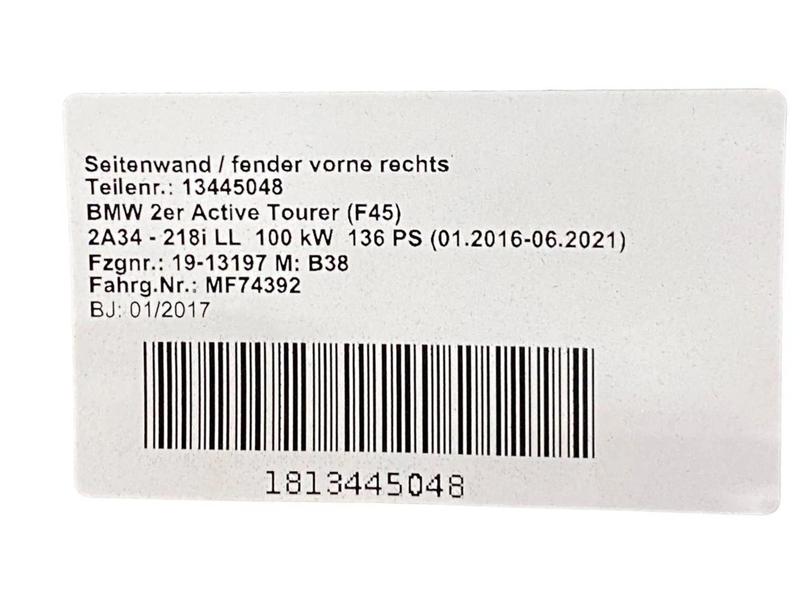 Seitenwand / fender vorne rechts
Teilenr.: 13445048
BMW 2er Active Tourer (F45)
2A34 - 218i LL 100 kW 136 PS (01.2016-06.2021)
Fzgnr.: 19-13197 M: B38
Fahrg.Nr.: MF74392
BJ: 01/2017
1813445048